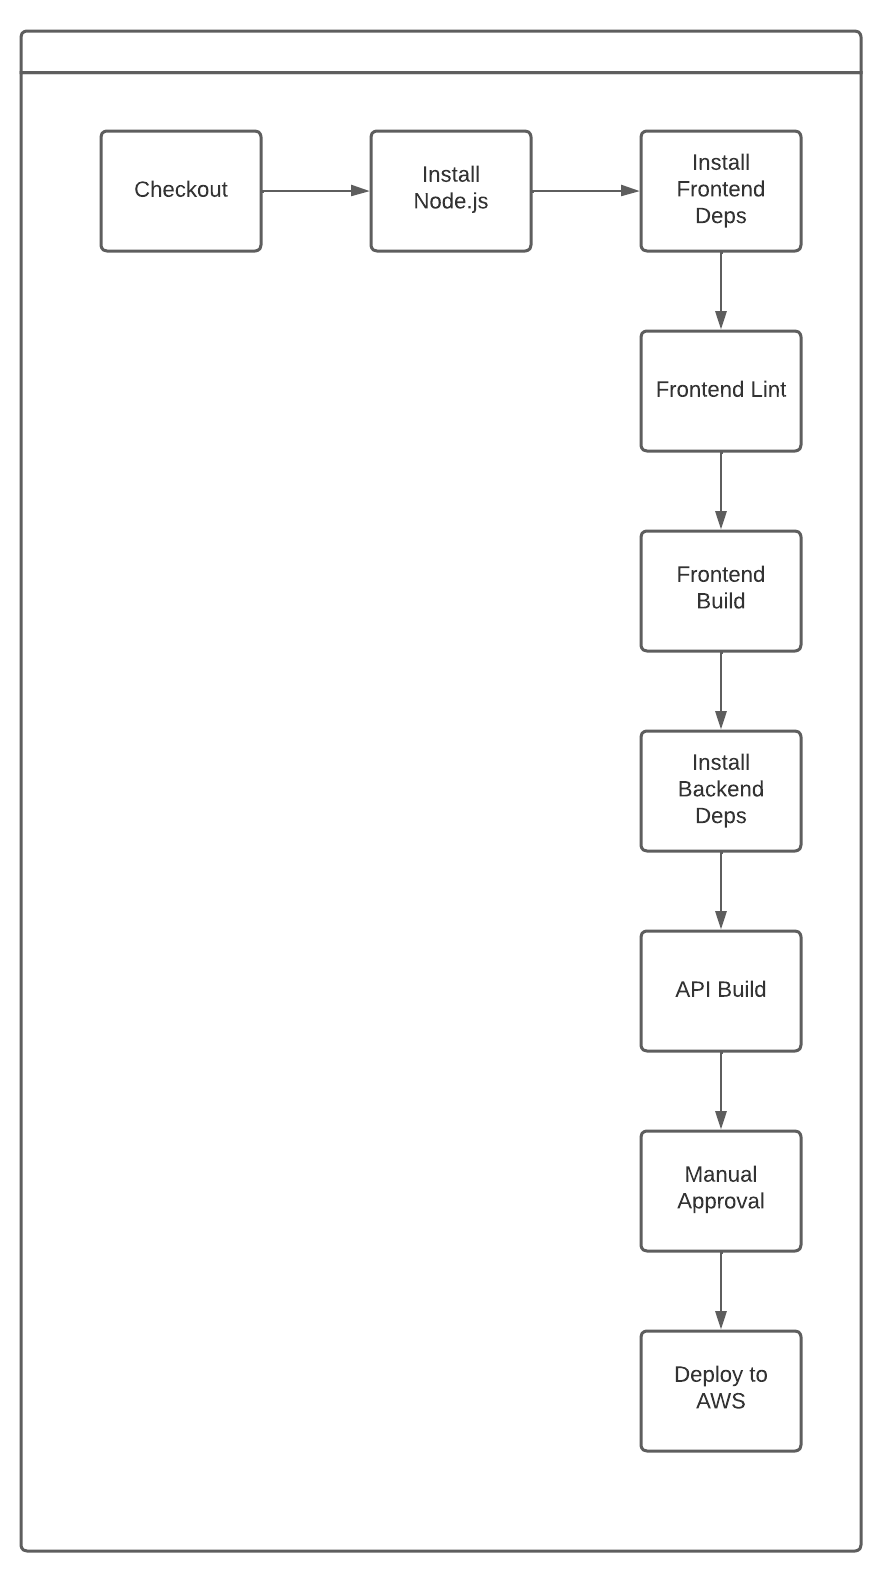 Checkout
Install
Node.js
Install
Frontend
Deps
Frontend Lint
Frontend
Build
Install
Backend
Deps
API Build
Manual
Approval
Deploy to
AWS